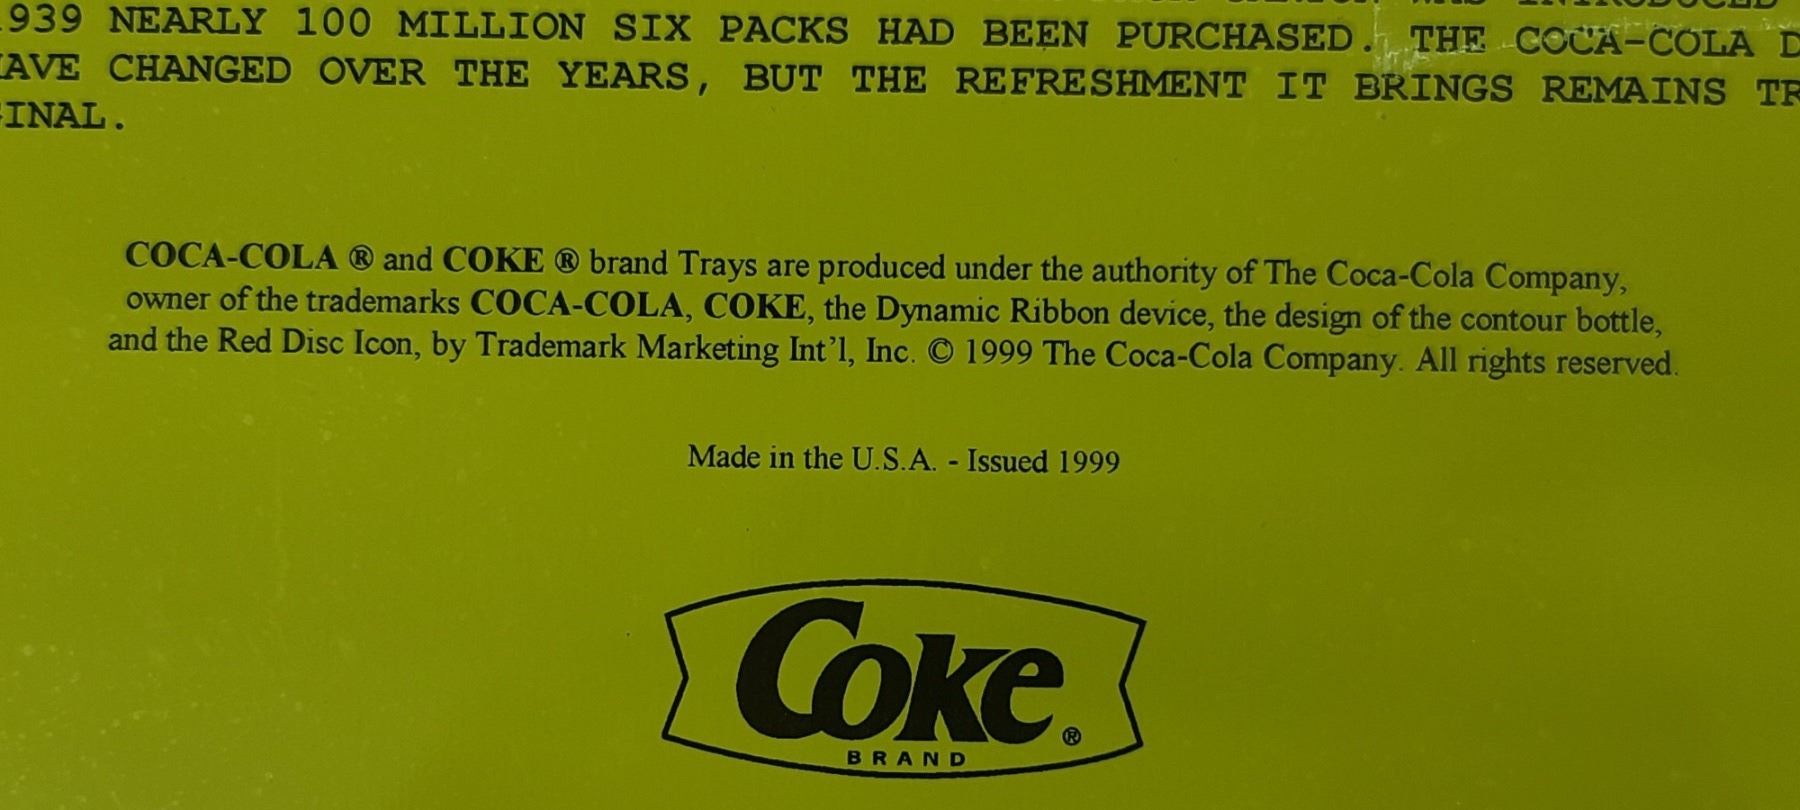 939 NEARLY 100 MILLION SIX PACKS HAD BEEN PURCHASED. THE COCA-COLA
CHANGED OVER THE YEARS, BUT THE REFRESHMENT IT BRINGS REMAINS
INAL.
COCA-COLA ® and COKE ® brand Trays are produced under the authority of The Coca-Cola Company,
owner of the trademarks COCA-COLA, COKE, the Dynamic Ribbon device, the design of the contour bottle,
and the Red Disc Icon, by Trademark Marketing Int'l, Inc. © 1999 The Coca-Cola Company. All rights reserved.
Made in the U.S.A. - Issued 1999
Coke®
BRAND